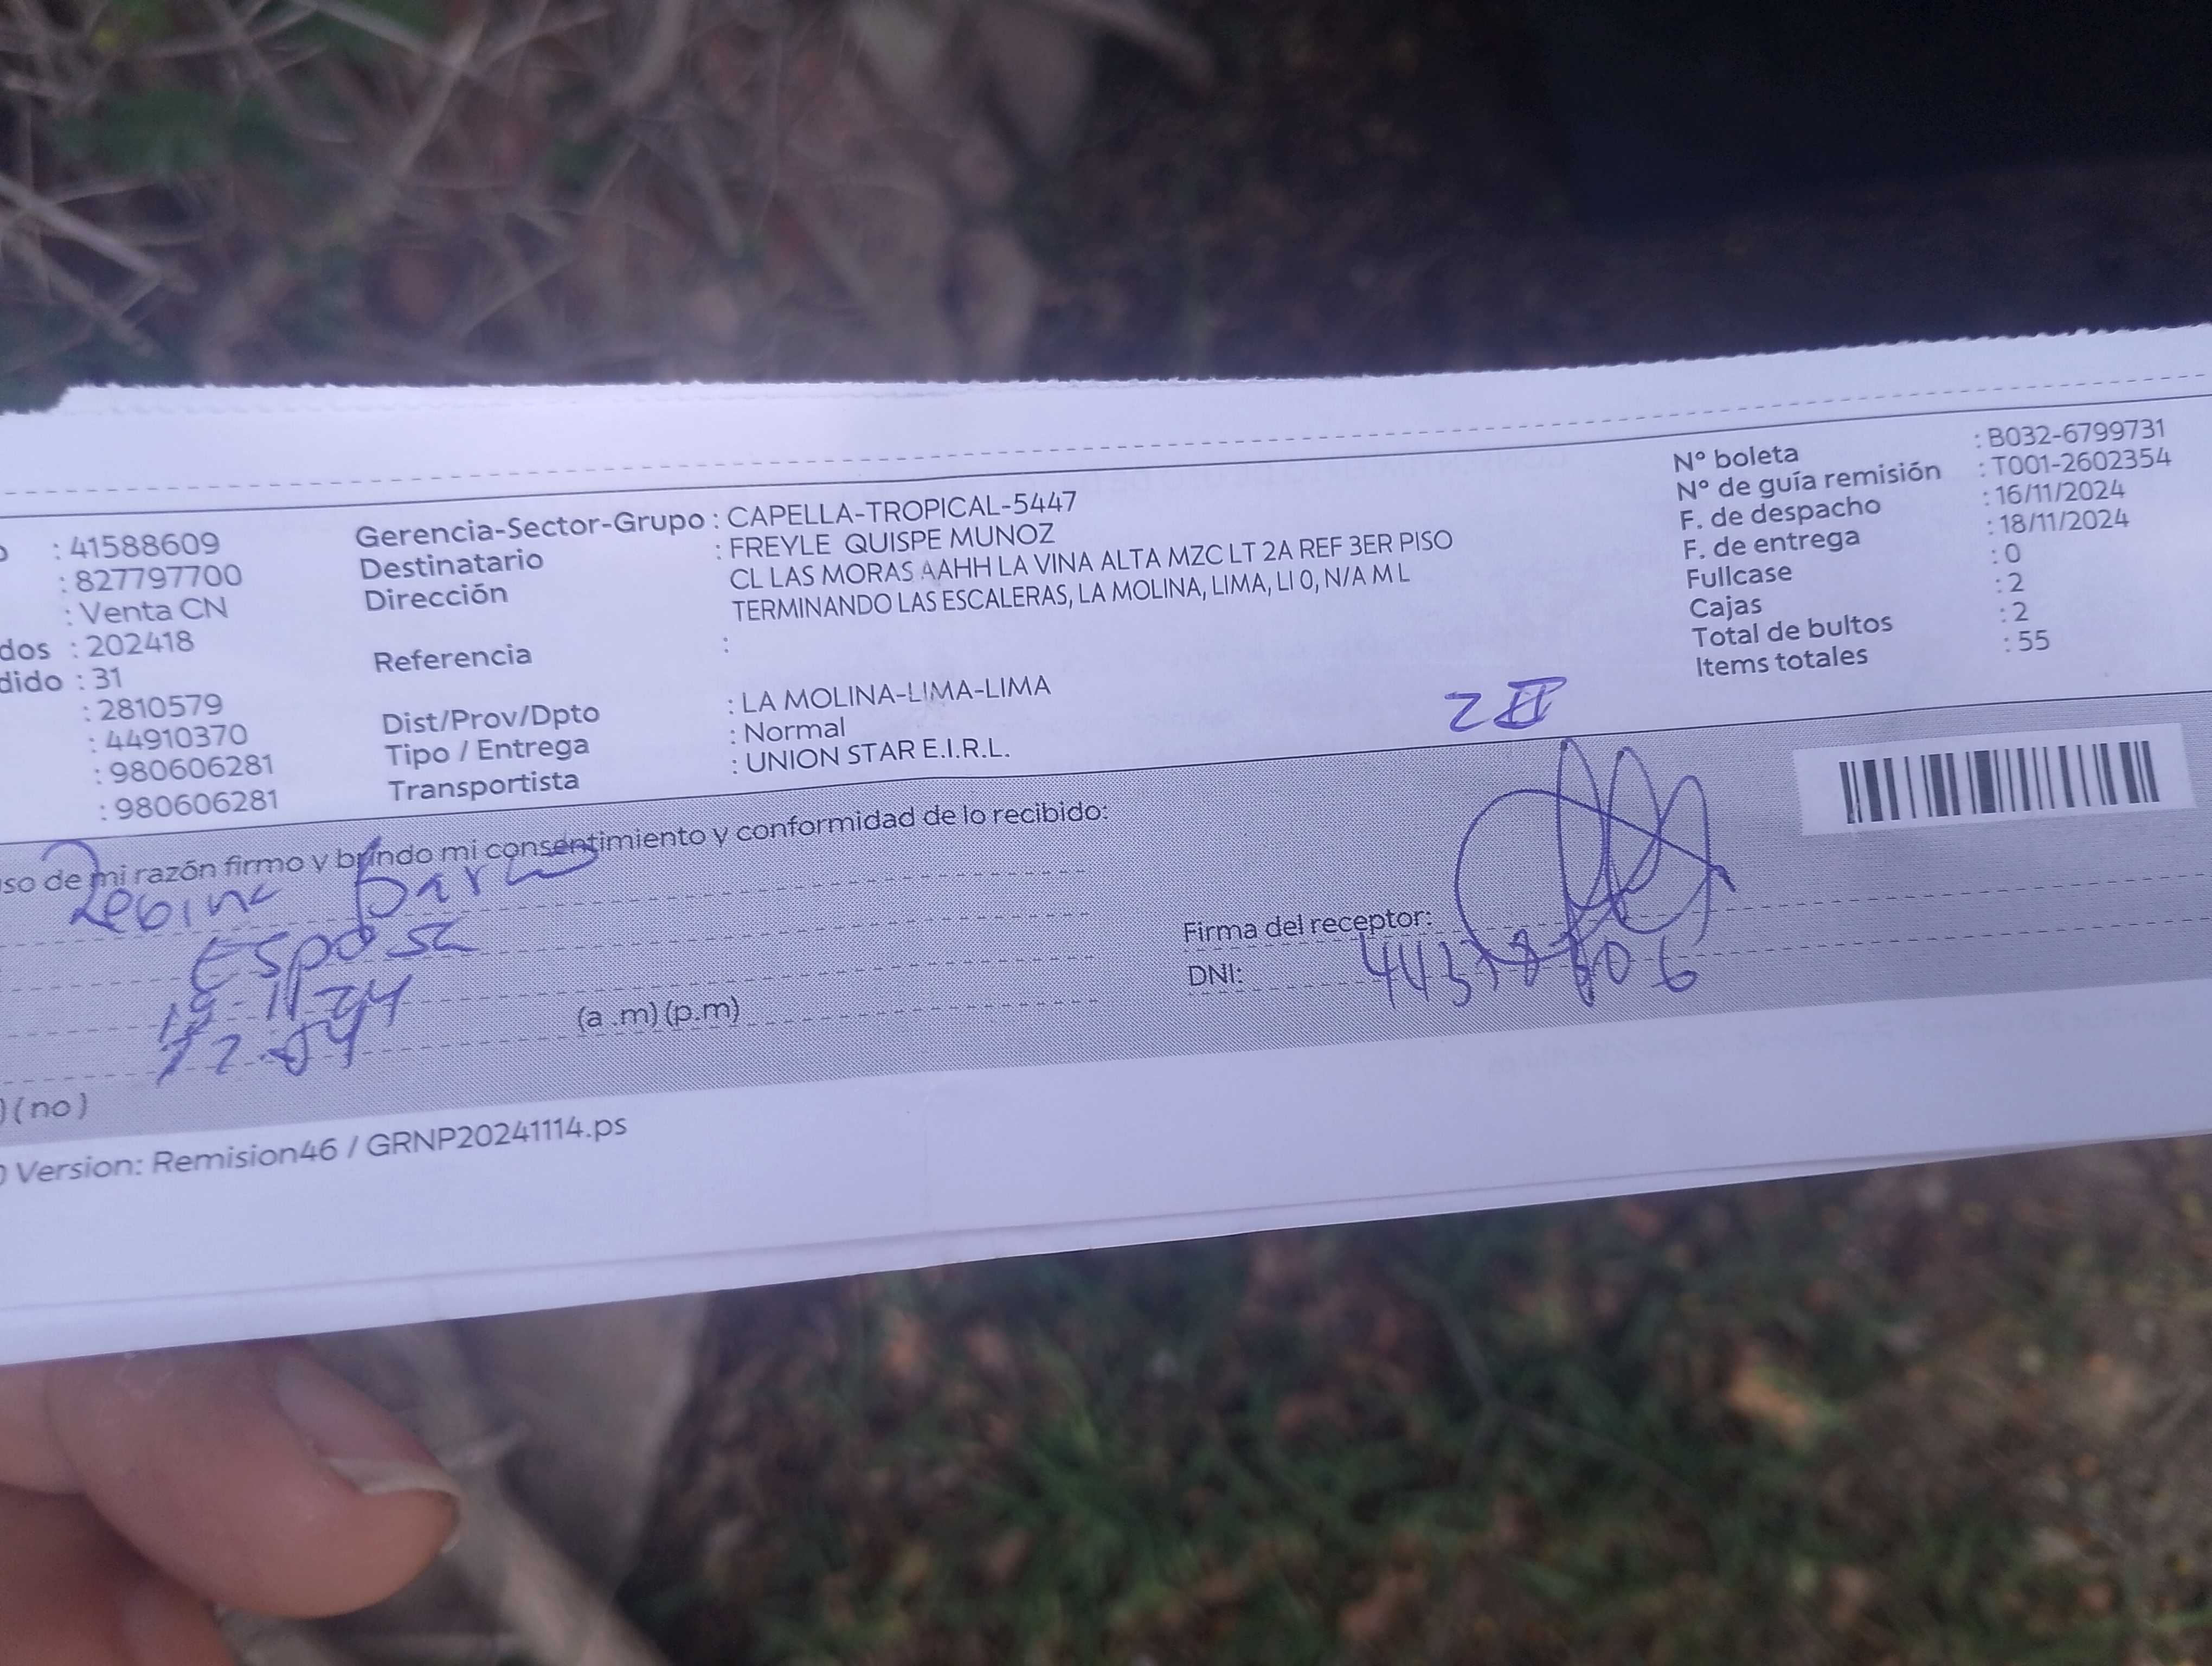 : 41588609
: 827797700
: Venta CN
dos : 202418
dido : 31
: 2810579
: 44910370
: 980606281
: 980606281
Gerencia-Sector-Grupo : CAPELLA-TROPICAL-5447
Destinatario : FREYLE QUISPE MUNOZ
Dirección CL LAS MORAS AAHH LA VINA ALTA MZC LT 2A REF 3ER PISO
TERMINANDO LAS ESCALERAS, LA MOLINA, LIMA, LI 0, N/A M L
Referencia :
Dist/Prov/Dpto : LA MOLINA-LIMA-LIMA
Tipo / Entrega : Normal
Transportista : UNION STAR E.I.R.L.
Nº boleta : B032-6799731
Nº de guía remisión : T001-2602354
F. de despacho : 16/11/2024
F. de entrega : 18/11/2024
Fullcase : 0
Cajas : 2
Total de bultos : 2
Items totales : 55
uso de mi razón firmo y brindo mi consentimiento y conformidad de lo recibido:
Esposa
(a .m) (p.m)
Firma del receptor:
DNI:
) (no)
) Version: Remision46 / GRNP20241114.ps